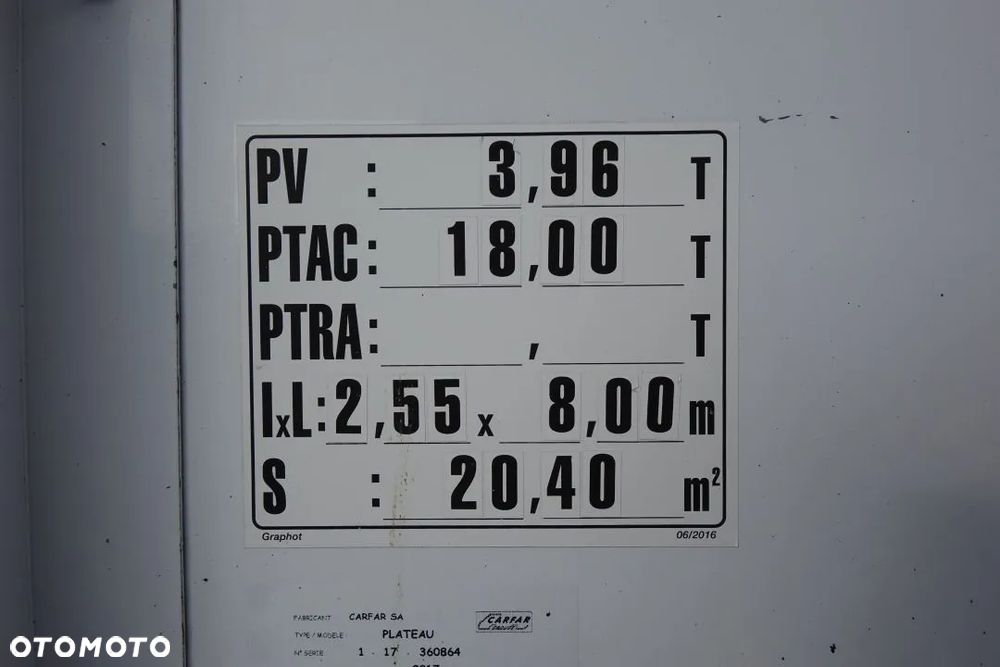 PV : 3,96 T
PTAC : 18,00 T
PTRA : , T
lxL : 2,55 x 8,00 m
S : 20,40 m²
Graphot 06/2016
FABRICANT CARFAR SA CARFAR
TYPE / MODELE : PLATEAU
N° SERIE 1 - 17 - 360864
OTOMOTO